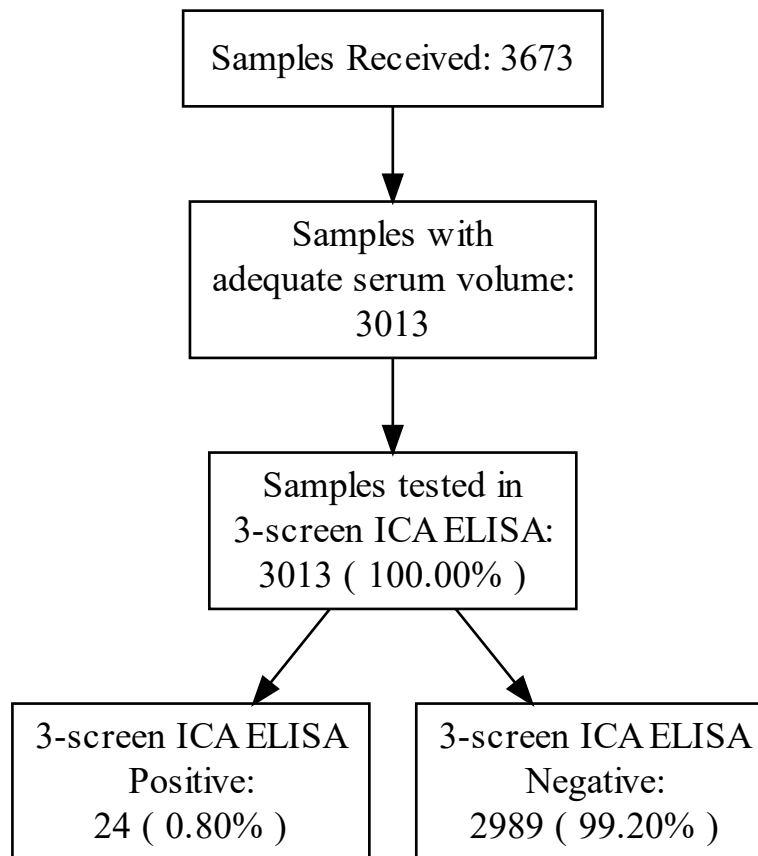 Samples Received: 3673
Samples with
adequate serum volume:
3013
Samples tested in
3-screen ICA ELISA:
3013 ( 100.00% )
3-screen ICA ELISA
Positive:
24 ( 0.80% )
3-screen ICA ELISA
Negative:
2989 ( 99.20% )